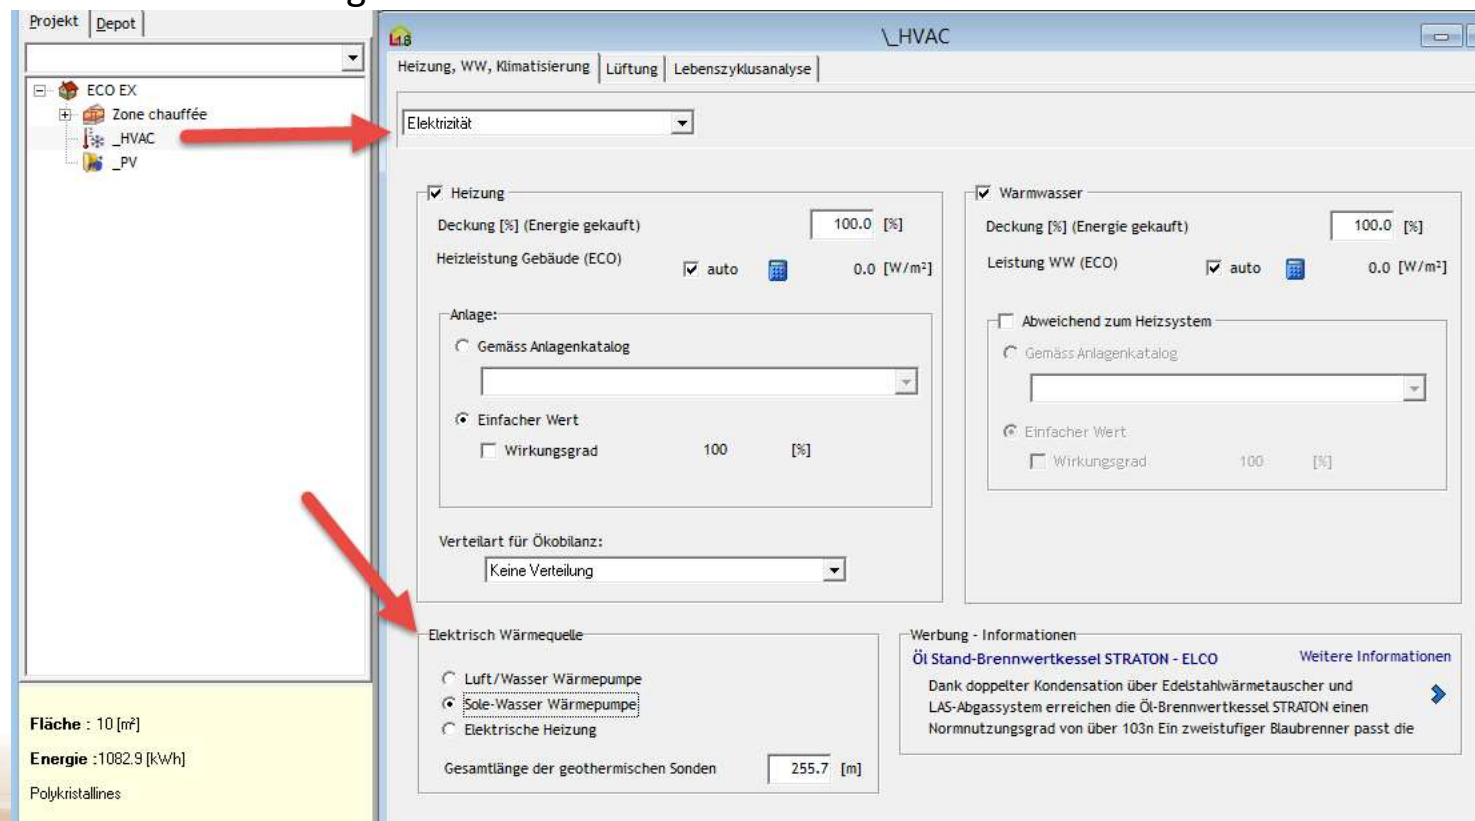 Projekt
Depot
ECO EX
Zone chauffée
_HVAC
_PV
Fläche : 10 [m²]
Energie :1082.9 [kWh]
Polykristallines
\_HVAC
Heizung, WW, Klimatisierung
Lüftung
Lebenszyklusanalyse
Elektrizität
Heizung
Deckung [%] (Energie gekauft)
100.0 [%]
Heizleistung Gebäude (ECO)
auto
0.0 [W/m²]
Anlage:
Gemäss Anlagenkatalog
Einfacher Wert
Wirkungsgrad
100
[%]
Verteilart für Ökobilanz:
Keine Verteilung
Warmwasser
Deckung [%] (Energie gekauft)
100.0 [%]
Leistung WW (ECO)
auto
0.0 [W/m²]
Abweichend zum Heizsystem
Gemäss Anlagenkatalog
Einfacher Wert
Wirkungsgrad
100
[%]
Elektrisch Wärmequelle
Luft/Wasser Wärmepumpe
Sole-Wasser Wärmepumpe
Elektrische Heizung
Gesamtlänge der geothermischen Sonden
255.7 [m]
Werbung - Informationen
Öl Stand-Brennwertkessel STRATON - ELCO
Weitere Informationen
Dank doppelter Kondensation über Edelstahlwärmetauscher und
LAS-Abgassystem erreichen die Öl-Brennwertkessel STRATON einen
Normnutzungsgrad von über 103n Ein zweistufiger Blaubrenner passt die